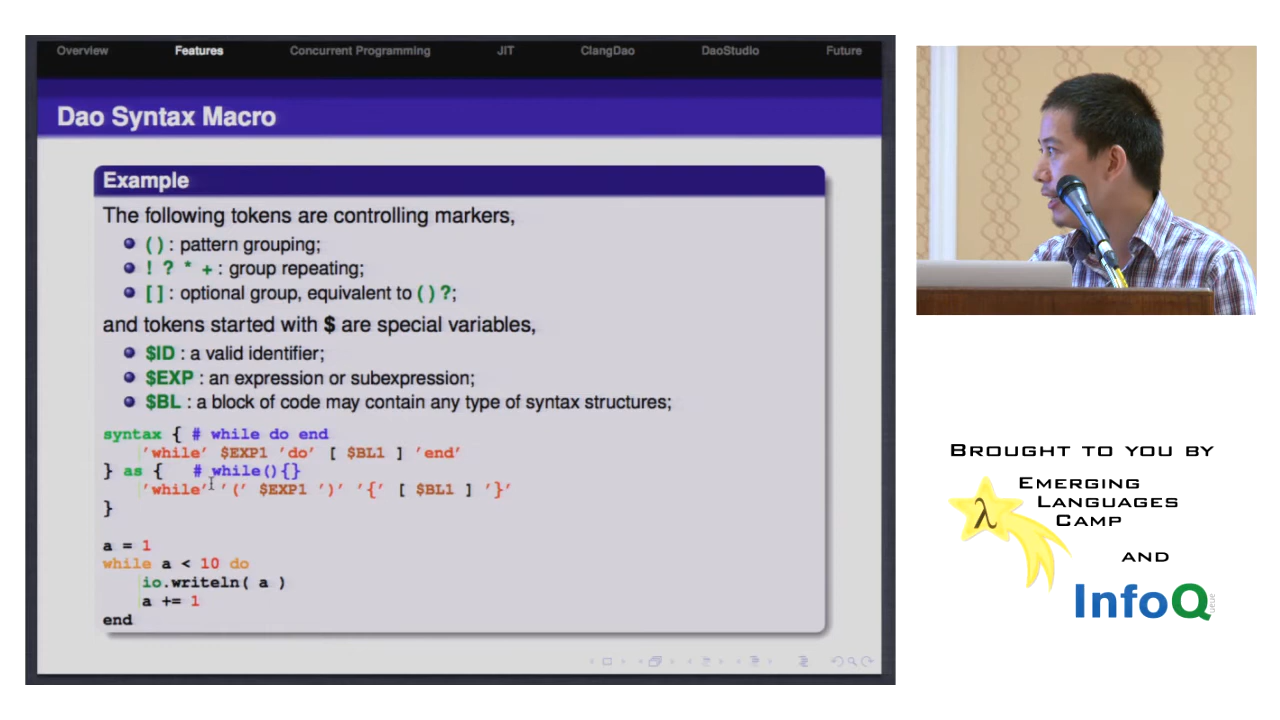 Overview Features Concurrent Programming JIT ClangDao DaoStudio Future
Dao Syntax Macro
Example
The following tokens are controlling markers,
( ) : pattern grouping;
! ? * + : group repeating;
[ ] : optional group, equivalent to ( ) ?;
and tokens started with $ are special variables,
$ID : a valid identifier;
$EXP : an expression or subexpression;
$BL : a block of code may contain any type of syntax structures;
syntax { # while do end
'while' $EXP1 'do' [ $BL1 ] 'end'
} as { # while(){}
'while' '(' $EXP1 ')' '{' [ $BL1 ] '}'
}
a = 1
while a < 10 do
io.writeln( a )
a += 1
end
BROUGHT TO YOU BY
EMERGING
LANGUAGES
CAMP
λ
AND
InfoQ